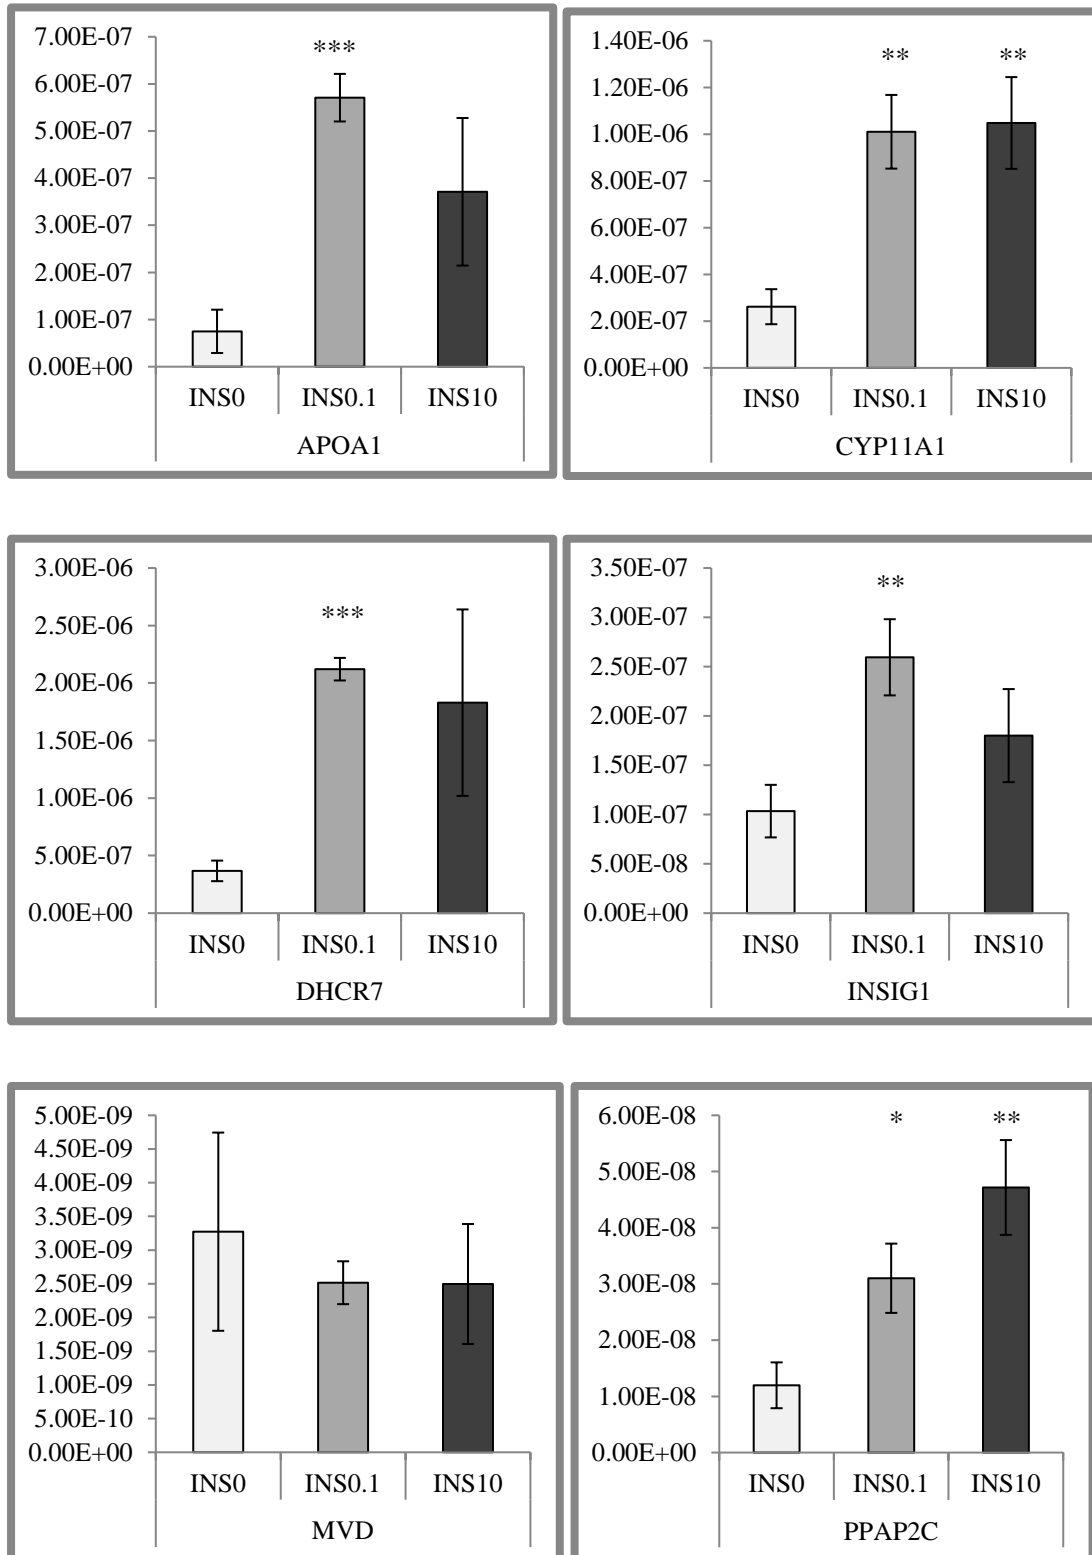 7.00E-07
6.00E-07
5.00E-07
4.00E-07
3.00E-07
2.00E-07
1.00E-07
0.00E+00
***
INS0 INS0.1 INS10
APOA1
1.40E-06
1.20E-06
1.00E-06
8.00E-07
6.00E-07
4.00E-07
2.00E-07
0.00E+00
** **
INS0 INS0.1 INS10
CYP11A1
3.00E-06
2.50E-06
2.00E-06
1.50E-06
1.00E-06
5.00E-07
0.00E+00
***
INS0 INS0.1 INS10
DHCR7
3.50E-07
3.00E-07
2.50E-07
2.00E-07
1.50E-07
1.00E-07
5.00E-08
0.00E+00
**
INS0 INS0.1 INS10
INSIG1
5.00E-09
4.50E-09
4.00E-09
3.50E-09
3.00E-09
2.50E-09
2.00E-09
1.50E-09
1.00E-09
5.00E-10
0.00E+00
INS0 INS0.1 INS10
MVD
6.00E-08
5.00E-08
4.00E-08
3.00E-08
2.00E-08
1.00E-08
0.00E+00
* **
INS0 INS0.1 INS10
PPAP2C